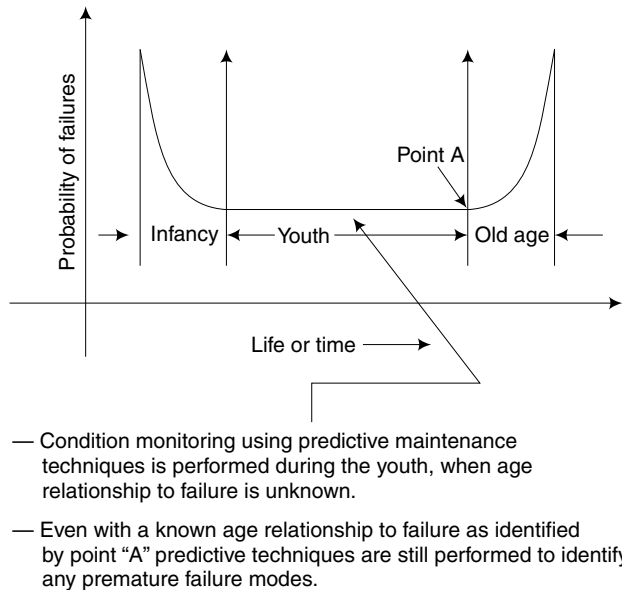 Probability of failures
Point A
Infancy
Youth
Old age
Life or time
— Condition monitoring using predictive maintenance
techniques is performed during the youth, when age
relationship to failure is unknown.
— Even with a known age relationship to failure as identified
by point “A” predictive techniques are still performed to identify
any premature failure modes.